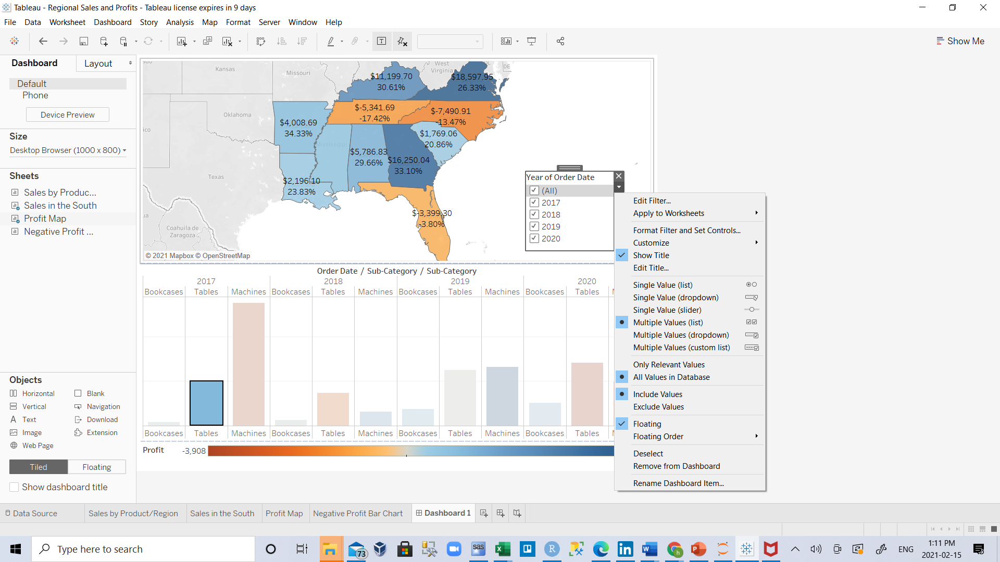 Tableau - Regional Sales and Profits - Tableau license expires in 9 days
File Data Worksheet Dashboard Story Analysis Map Format Server Window Help
Show Me
Dashboard Layout
Default
Phone
Device Preview
Size
Desktop Browser (1000 x 800)
Sheets
Sales by Produc...
Sales in the South
Profit Map
Negative Profit ...
Objects
Horizontal Blank
Vertical Navigation
Text Download
Image Extension
Web Page
Tiled Floating
Show dashboard title
Kansas
Missouri
West
Virginia
DE
Oklahoma
Texas
Mississippi
Coahuila de
Zaragoza
ico
ua
$11,199.70
30.61%
$18,597.95
26.33%
$-5,341.69
-17.42%
$-7,490.91
-13.47%
$4,008.69
34.33%
$1,769.06
20.86%
$5,786.83
29.66%
$16,250.04
33.10%
$2,196.10
23.83%
$-3,399.30
-3.80%
© 2021 Mapbox © OpenStreetMap
Year of Order Date
(All)
2017
2018
2019
2020
Edit Filter...
Apply to Worksheets
Format Filter and Set Controls...
Customize
Show Title
Edit Title...
Single Value (list)
Single Value (dropdown)
Single Value (slider)
Multiple Values (list)
Multiple Values (dropdown)
Multiple Values (custom list)
Only Relevant Values
All Values in Database
Include Values
Exclude Values
Floating
Floating Order
Deselect
Remove from Dashboard
Rename Dashboard Item...
Order Date / Sub-Category / Sub-Category
2017 2018 2019 2020
Bookcases Tables Machines Bookcases Tables Machines Bookcases Tables Machines Bookcases Tables
Bookcases Tables Machines Bookcases Tables Machines Bookcases Tables Machines Bookcases Tables
Profit -3,908
Data Source Sales by Product/Region Sales in the South Profit Map Negative Profit Bar Chart Dashboard 1
Type here to search
73
sas
ENG
1:11 PM
2021-02-15